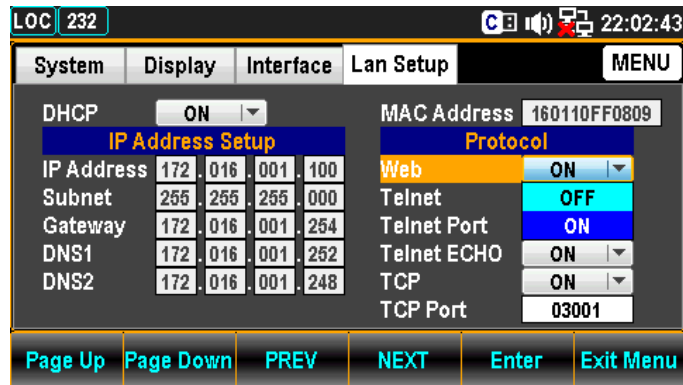 LOC 232 C 22:02:43
System Display Interface Lan Setup MENU
DHCP ON MAC Address 160110FF0809
IP Address Setup Protocol
IP Address 172 . 016 . 001 . 100 Web ON
Subnet 255 . 255 . 255 . 000 Telnet OFF
Gateway 172 . 016 . 001 . 254 Telnet Port ON
DNS1 172 . 016 . 001 . 252 Telnet ECHO ON
DNS2 172 . 016 . 001 . 248 TCP ON
TCP Port 03001
Page Up Page Down PREV NEXT Enter Exit Menu